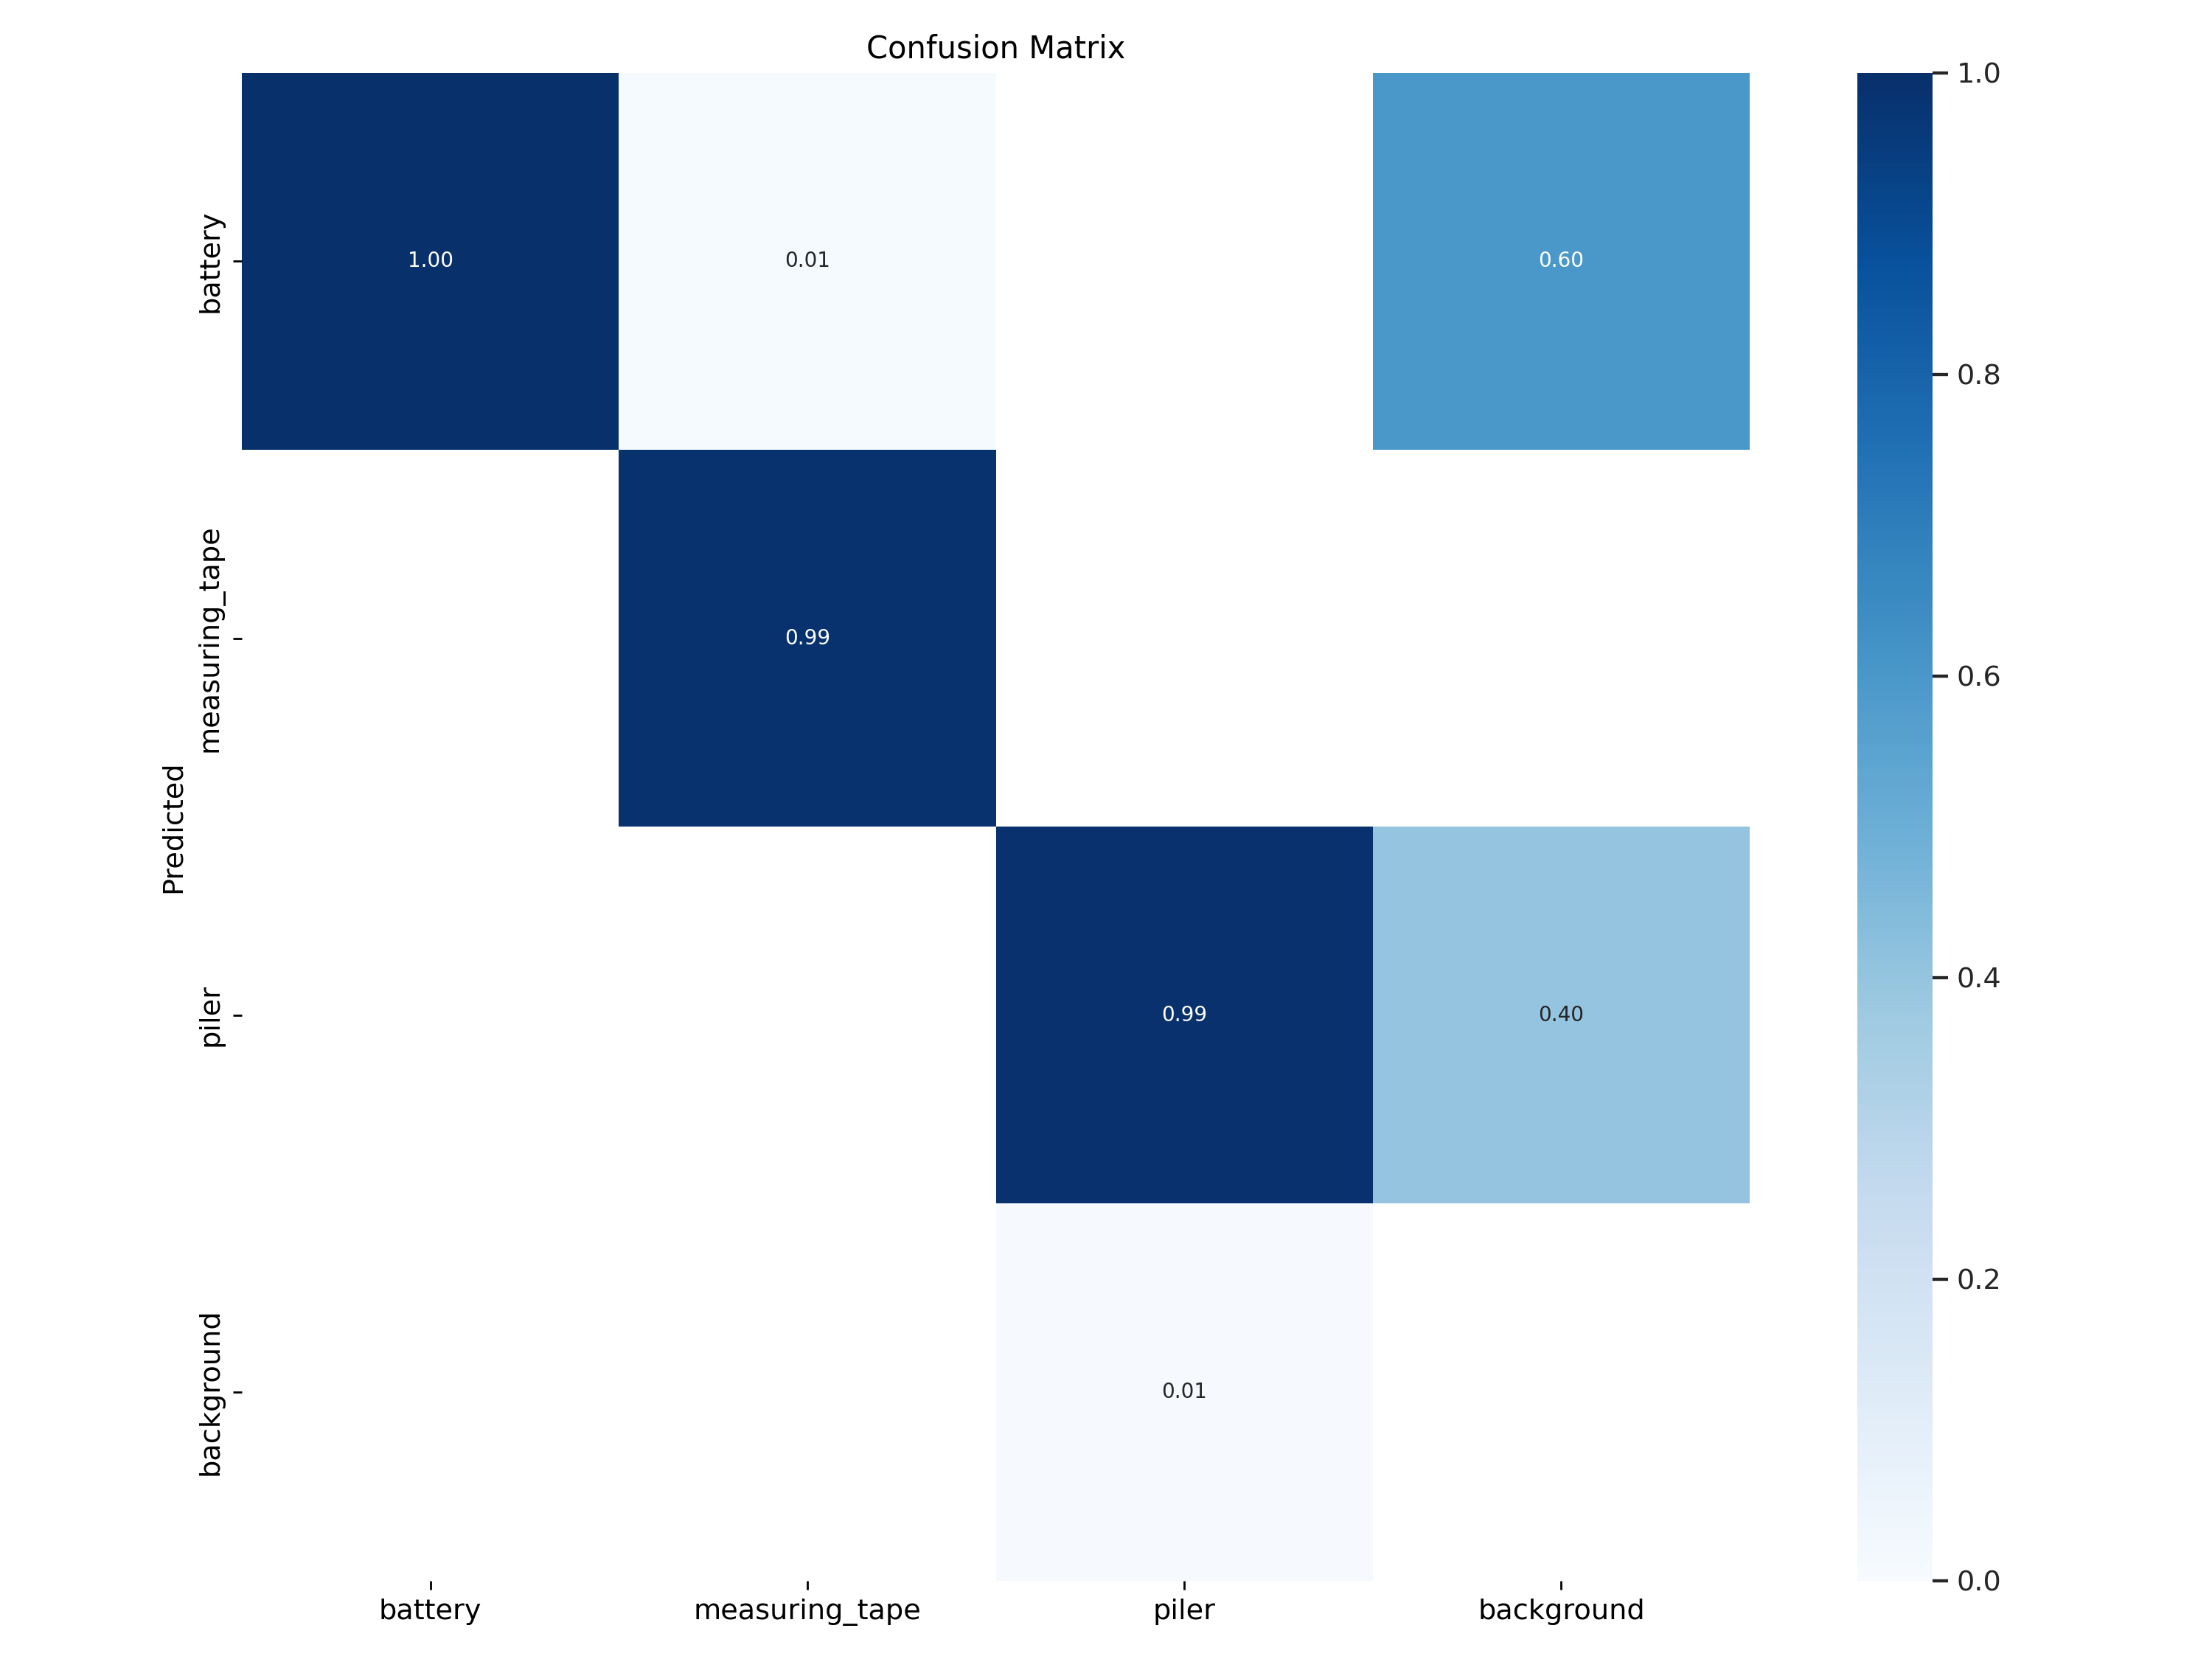 Confusion Matrix
1.0
battery
1.00
0.01
0.60
0.8
measuring_tape
0.99
0.6
Predicted
piler
0.99
0.40
0.4
background
0.01
0.2
0.0
battery
measuring_tape
piler
background